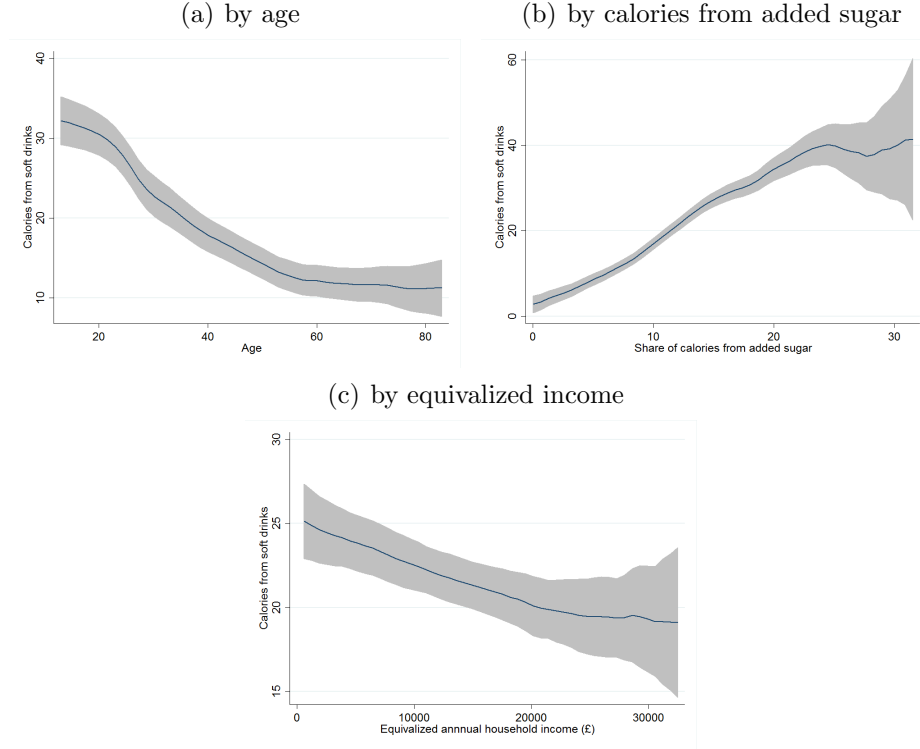 (a) by age
40
30
20
10
Calories from soft drinks
20 40 60 80
Age
(b) by calories from added sugar
60
40
20
0
Calories from soft drinks
0 10 20 30
Share of calories from added sugar
(c) by equivalized income
30
25
20
15
Calories from soft drinks
0 10000 20000 30000
Equivalized annnual household income (£)